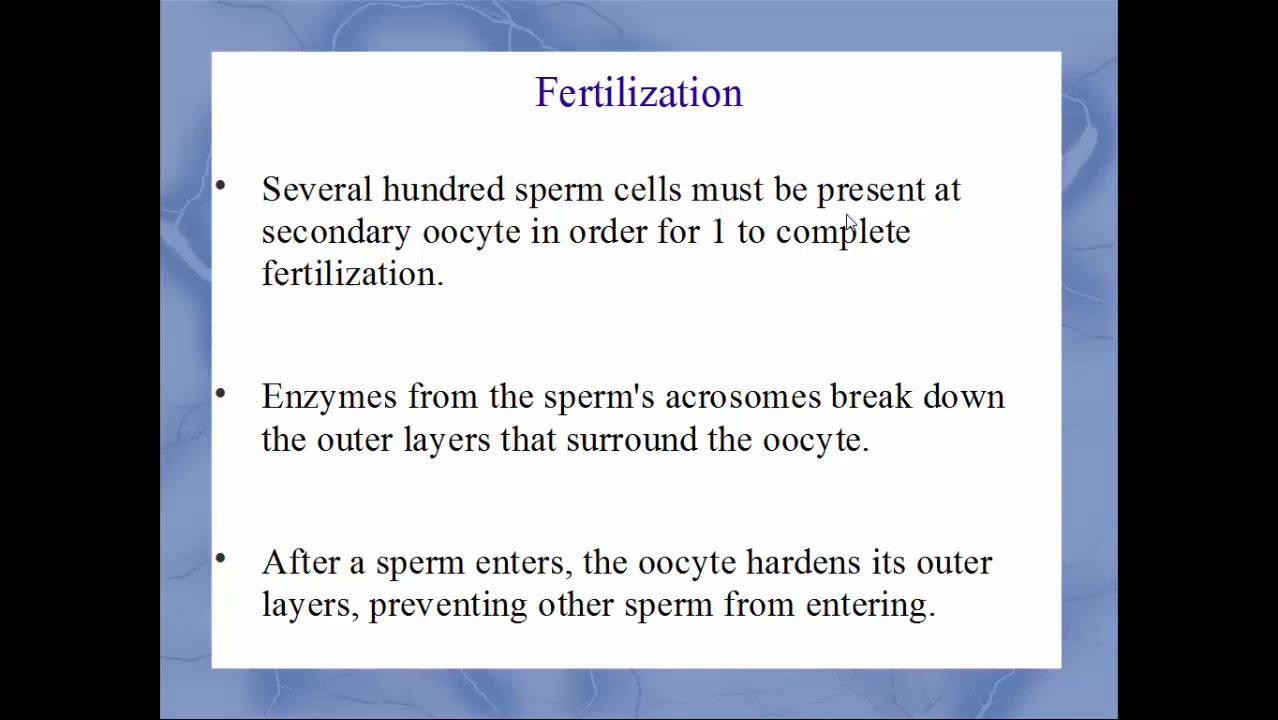 Fertilization
• Several hundred sperm cells must be present at
secondary oocyte in order for 1 to complete
fertilization.
• Enzymes from the sperm's acrosomes break down
the outer layers that surround the oocyte.
• After a sperm enters, the oocyte hardens its outer
layers, preventing other sperm from entering.